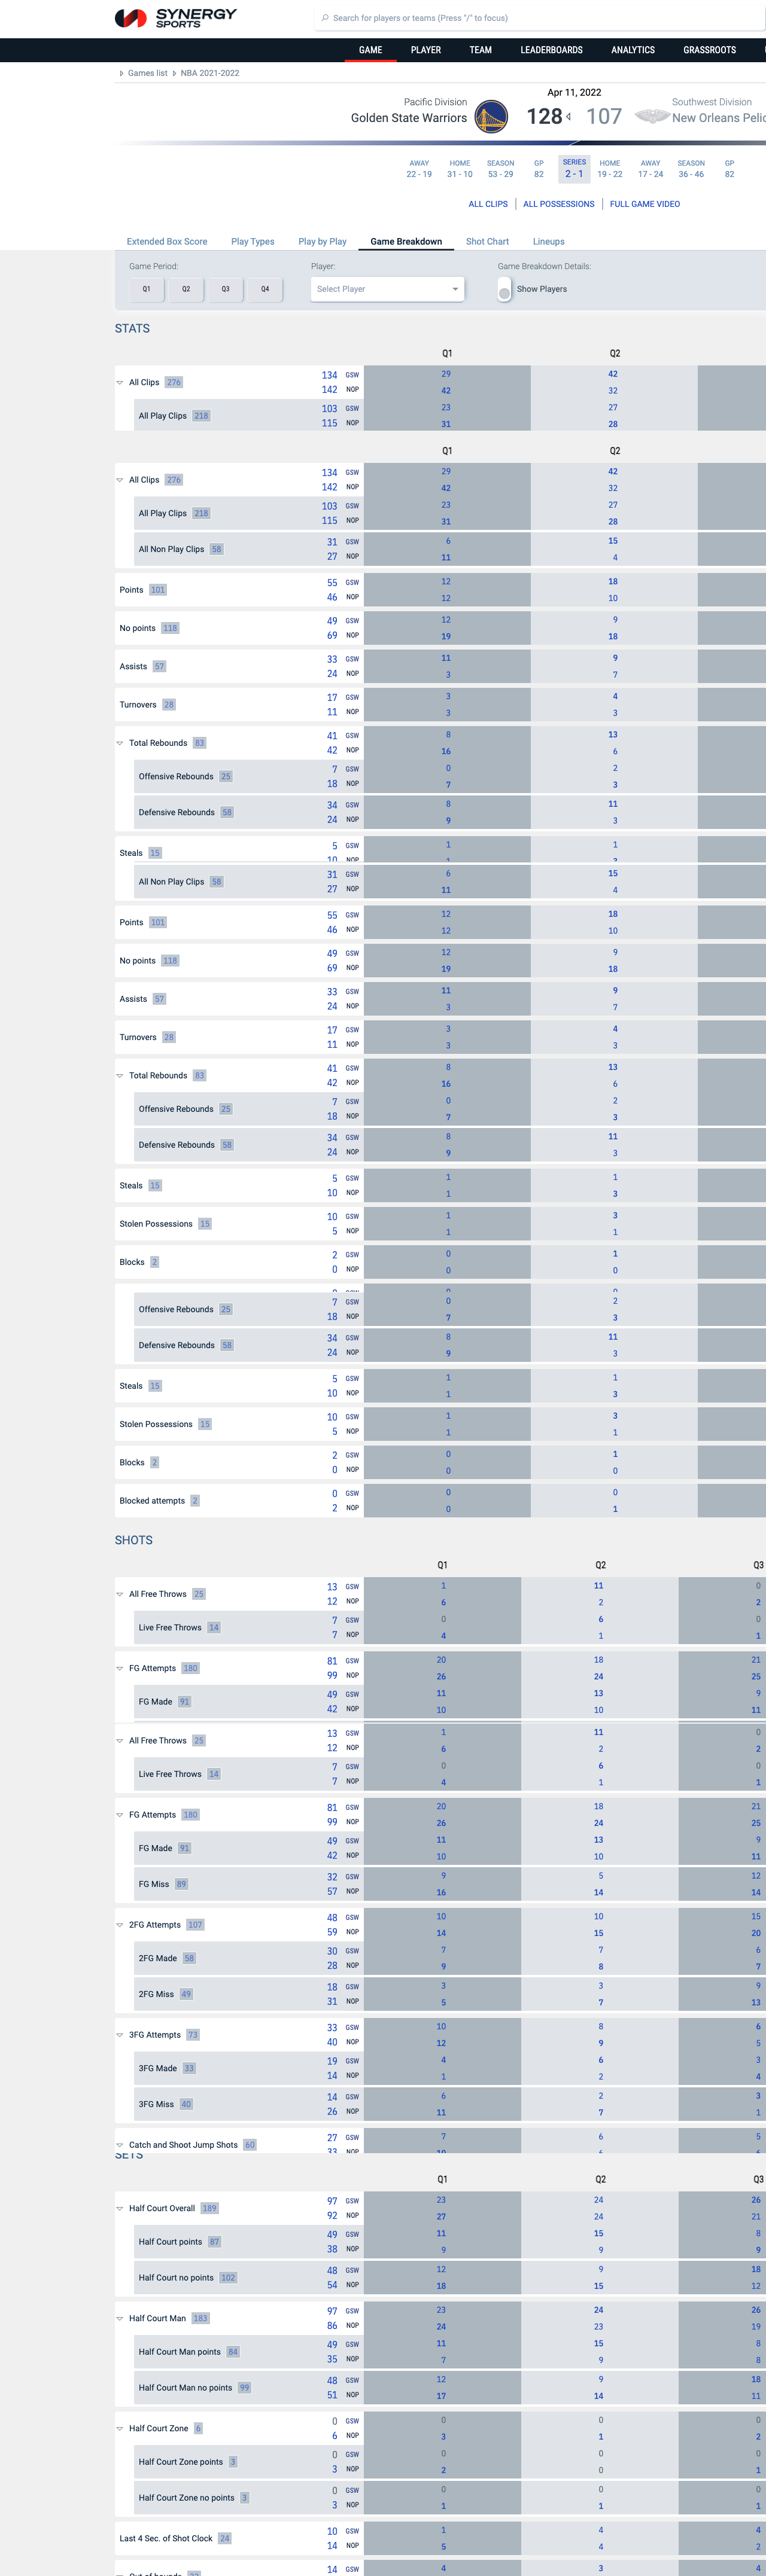 SYNERGY
SPORTS
Search for players or teams (Press "/" to focus)
GAME PLAYER TEAM LEADERBOARDS ANALYTICS GRASSROOTS
Games list NBA 2021-2022
Apr 11, 2022
Pacific Division Southwest Division
Golden State Warriors 128 107 New Orleans Pelic
AWAY HOME SEASON GP SERIES HOME AWAY SEASON GP
22 - 19 31 - 10 53 - 29 82 2 - 1 19 - 22 17 - 24 36 - 46 82
ALL CLIPS ALL POSSESSIONS FULL GAME VIDEO
Extended Box Score Play Types Play by Play Game Breakdown Shot Chart Lineups
Game Period: Player: Game Breakdown Details:
Q1 Q2 Q3 Q4 Select Player Show Players
STATS
Q1 Q2
134 GSW 29 42
All Clips 276
142 NOP 42 32
103 GSW 23 27
All Play Clips 218
115 NOP 31 28
Q1 Q2
134 GSW 29 42
All Clips 276
142 NOP 42 32
103 GSW 23 27
All Play Clips 218
115 NOP 31 28
31 GSW 6 15
All Non Play Clips 58
27 NOP 11 4
55 GSW 12 18
Points 101
46 NOP 12 10
49 GSW 12 9
No points 118
69 NOP 19 18
33 GSW 11 9
Assists 57
24 NOP 3 7
17 GSW 3 4
Turnovers 28
11 NOP 3 3
41 GSW 8 13
Total Rebounds 83
42 NOP 16 6
7 GSW 0 2
Offensive Rebounds 25
18 NOP 7 3
34 GSW 8 11
Defensive Rebounds 58
24 NOP 9 3
5 GSW 1 1
Steals 15
10 NOP 1 3
31 GSW 6 15
All Non Play Clips 58
27 NOP 11 4
55 GSW 12 18
Points 101
46 NOP 12 10
49 GSW 12 9
No points 118
69 NOP 19 18
33 GSW 11 9
Assists 57
24 NOP 3 7
17 GSW 3 4
Turnovers 28
11 NOP 3 3
41 GSW 8 13
Total Rebounds 83
42 NOP 16 6
7 GSW 0 2
Offensive Rebounds 25
18 NOP 7 3
34 GSW 8 11
Defensive Rebounds 58
24 NOP 9 3
5 GSW 1 1
Steals 15
10 NOP 1 3
10 GSW 1 3
Stolen Possessions 15
5 NOP 1 1
2 GSW 0 1
Blocks 2
0 NOP 0 0
7 GSW 0 2
Offensive Rebounds 25
18 NOP 7 3
34 GSW 8 11
Defensive Rebounds 58
24 NOP 9 3
5 GSW 1 1
Steals 15
10 NOP 1 3
10 GSW 1 3
Stolen Possessions 15
5 NOP 1 1
2 GSW 0 1
Blocks 2
0 NOP 0 0
0 GSW 0 0
Blocked attempts 2
2 NOP 0 1
SHOTS
Q1 Q2 Q3
13 GSW 1 11 0
All Free Throws 25
12 NOP 6 2 2
7 GSW 0 6 0
Live Free Throws 14
7 NOP 4 1 1
81 GSW 20 18 21
FG Attempts 180
99 NOP 26 24 25
49 GSW 11 13 9
FG Made 91
42 NOP 10 10 11
13 GSW 1 11 0
All Free Throws 25
12 NOP 6 2 2
7 GSW 0 6 0
Live Free Throws 14
7 NOP 4 1 1
81 GSW 20 18 21
FG Attempts 180
99 NOP 26 24 25
49 GSW 11 13 9
FG Made 91
42 NOP 10 10 11
32 GSW 9 5 12
FG Miss 89
57 NOP 16 14 14
48 GSW 10 10 15
2FG Attempts 107
59 NOP 14 15 20
30 GSW 7 7 6
2FG Made 58
28 NOP 9 8 7
18 GSW 3 3 9
2FG Miss 49
31 NOP 5 7 13
33 GSW 10 8 6
3FG Attempts 73
40 NOP 12 9 5
19 GSW 4 6 3
3FG Made 33
14 NOP 1 2 4
14 GSW 6 2 3
3FG Miss 40
26 NOP 11 7 1
27 GSW 7 6 5
Catch and Shoot Jump Shots 60
33 NOP 10 6 6
SETS
Q1 Q2 Q3
97 GSW 23 24 26
Half Court Overall 189
92 NOP 27 24 21
49 GSW 11 15 8
Half Court points 87
38 NOP 9 9 9
48 GSW 12 9 18
Half Court no points 102
54 NOP 18 15 12
97 GSW 23 24 26
Half Court Man 183
86 NOP 24 23 19
49 GSW 11 15 8
Half Court Man points 84
35 NOP 7 9 8
48 GSW 12 9 18
Half Court Man no points 99
51 NOP 17 14 11
0 GSW 0 0 0
Half Court Zone 6
6 NOP 3 1 2
0 GSW 0 0 0
Half Court Zone points 3
3 NOP 2 0 1
0 GSW 0 0 0
Half Court Zone no points 3
3 NOP 1 1 1
10 GSW 1 4 4
Last 4 Sec. of Shot Clock 24
14 NOP 5 4 2
14 GSW 4 3 4